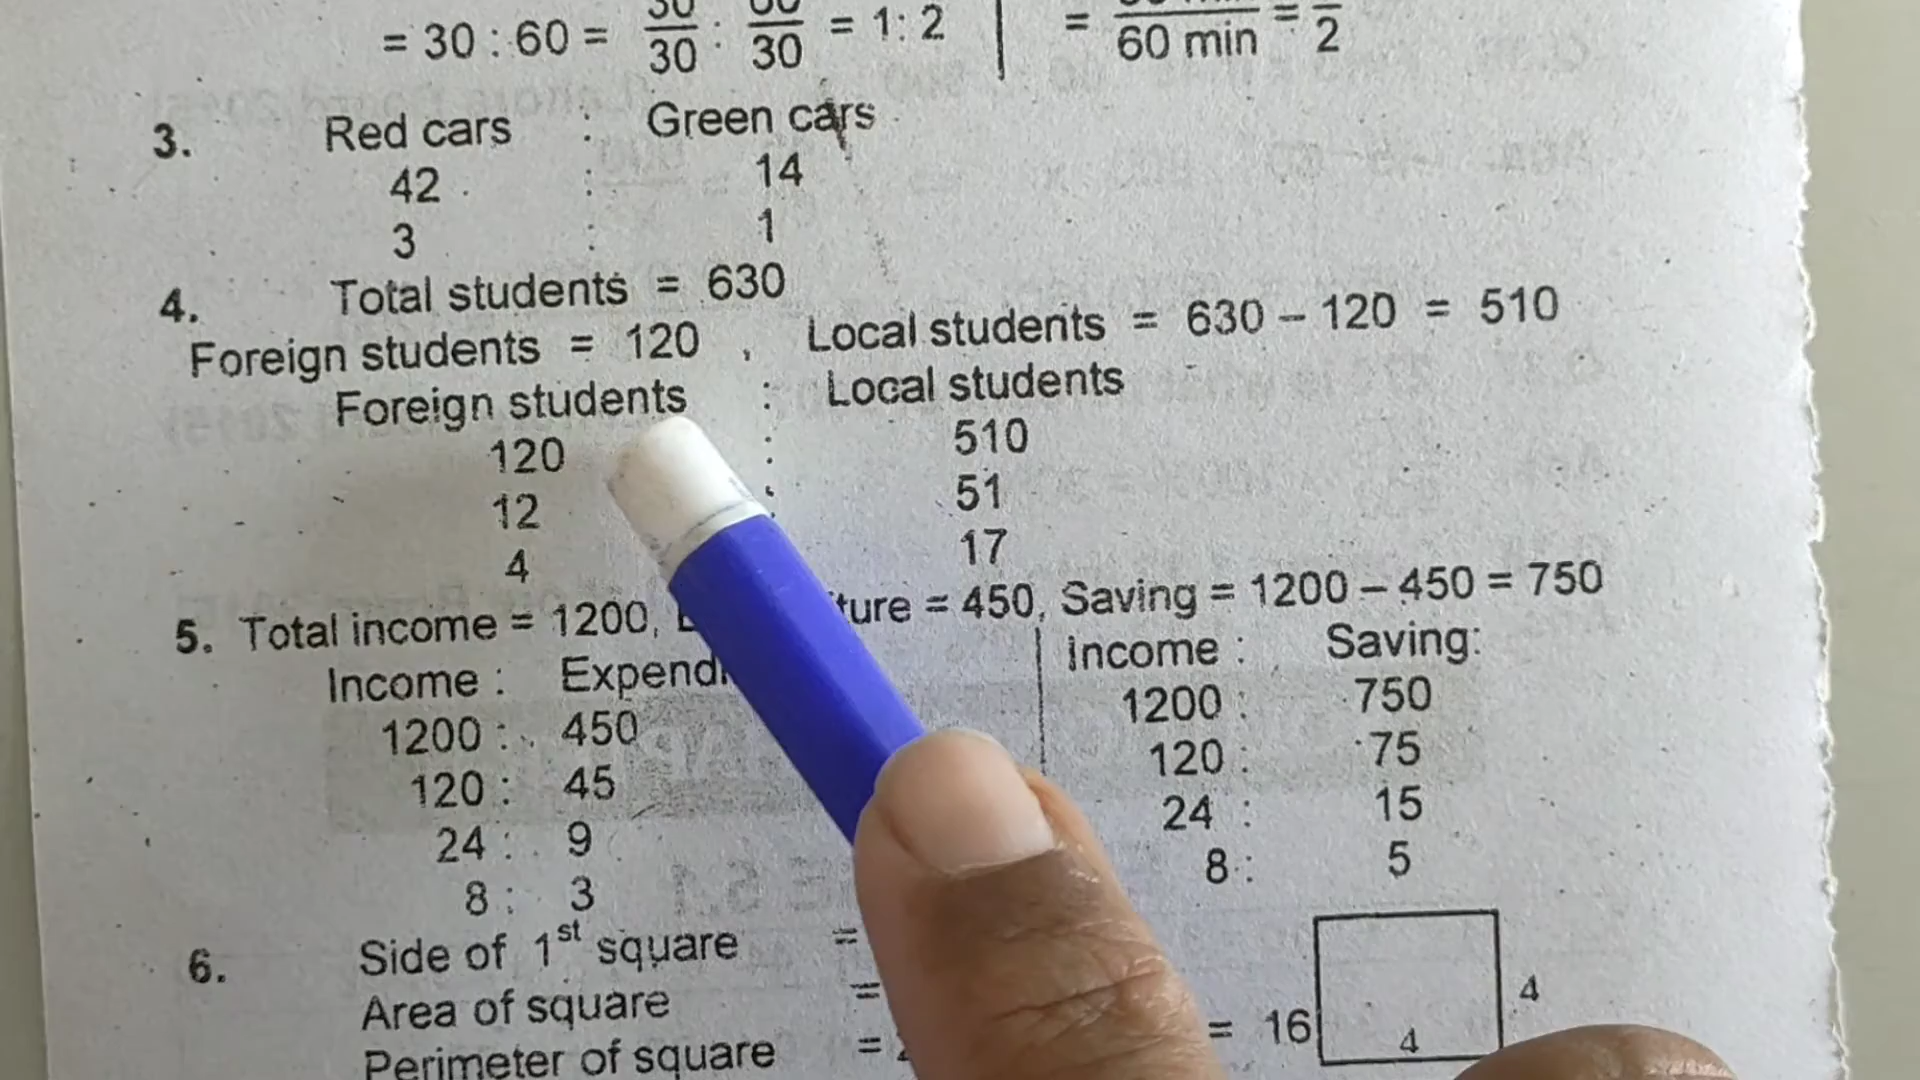 = 30 : 60 = 30/30 : /30 = 1: 2 | = /60 min = /2
3. Red cars : Green cars
42 : 14
3 : 1
4. Total students = 630
Foreign students = 120 , Local students = 630 – 120 = 510
Foreign students : Local students
120 : 510
12 : 51
4 17
5. Total income = 1200, ture = 450, Saving = 1200 – 450 = 750
Income : Expendi
1200 : 450
120 : 45
24 : 9
8 : 3
Income : Saving:
1200 : 750
120 : 75
24 : 15
8 : 5
6. Side of 1st square =
Area of square =
Perimeter of square = = 16
4
4